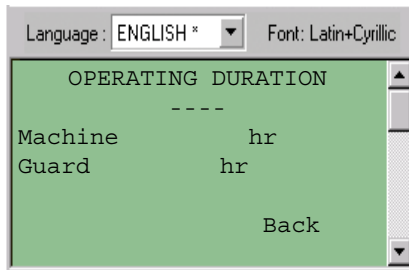 Language : ENGLISH * Font: Latin+Cyrillic
OPERATING DURATION
----
Machine hr
Guard hr
Back